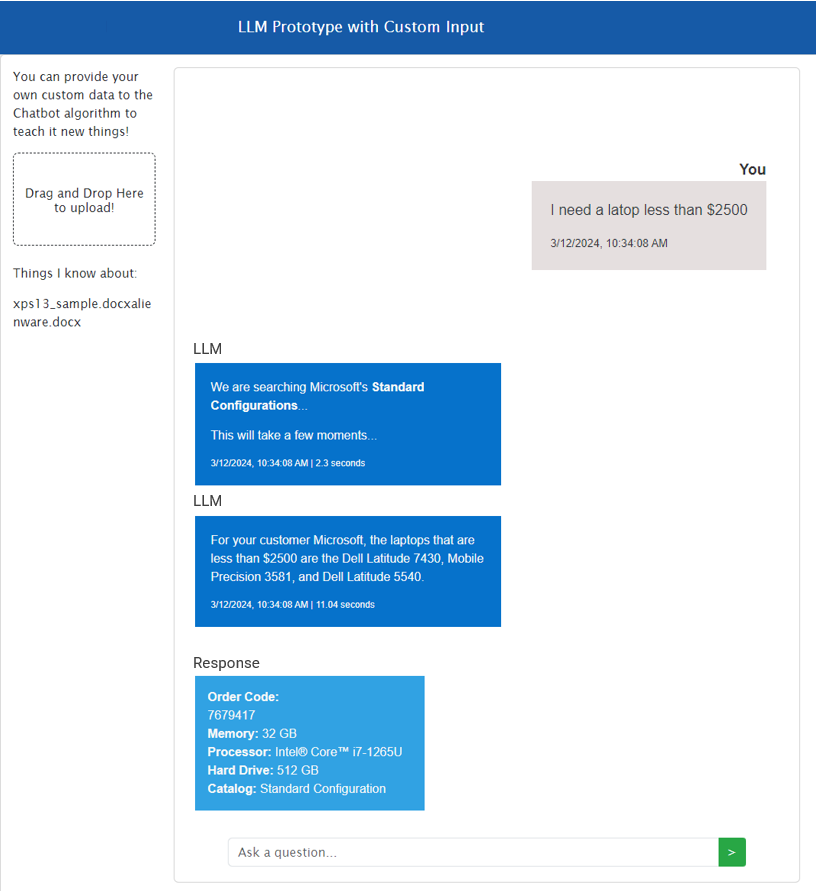 LLM Prototype with Custom Input
You can provide your
own custom data to the
Chatbot algorithm to
teach it new things!
Drag and Drop Here
to upload!
Things I know about:
xps13_sample.docxalie
nware.docx
You
I need a latop less than $2500
3/12/2024, 10:34:08 AM
LLM
We are searching Microsoft's Standard
Configurations...
This will take a few moments...
3/12/2024, 10:34:08 AM | 2.3 seconds
LLM
For your customer Microsoft, the laptops that are
less than $2500 are the Dell Latitude 7430, Mobile
Precision 3581, and Dell Latitude 5540.
3/12/2024, 10:34:08 AM | 11.04 seconds
Response
Order Code:
7679417
Memory: 32 GB
Processor: Intel® Core™ i7-1265U
Hard Drive: 512 GB
Catalog: Standard Configuration
Ask a question...
>